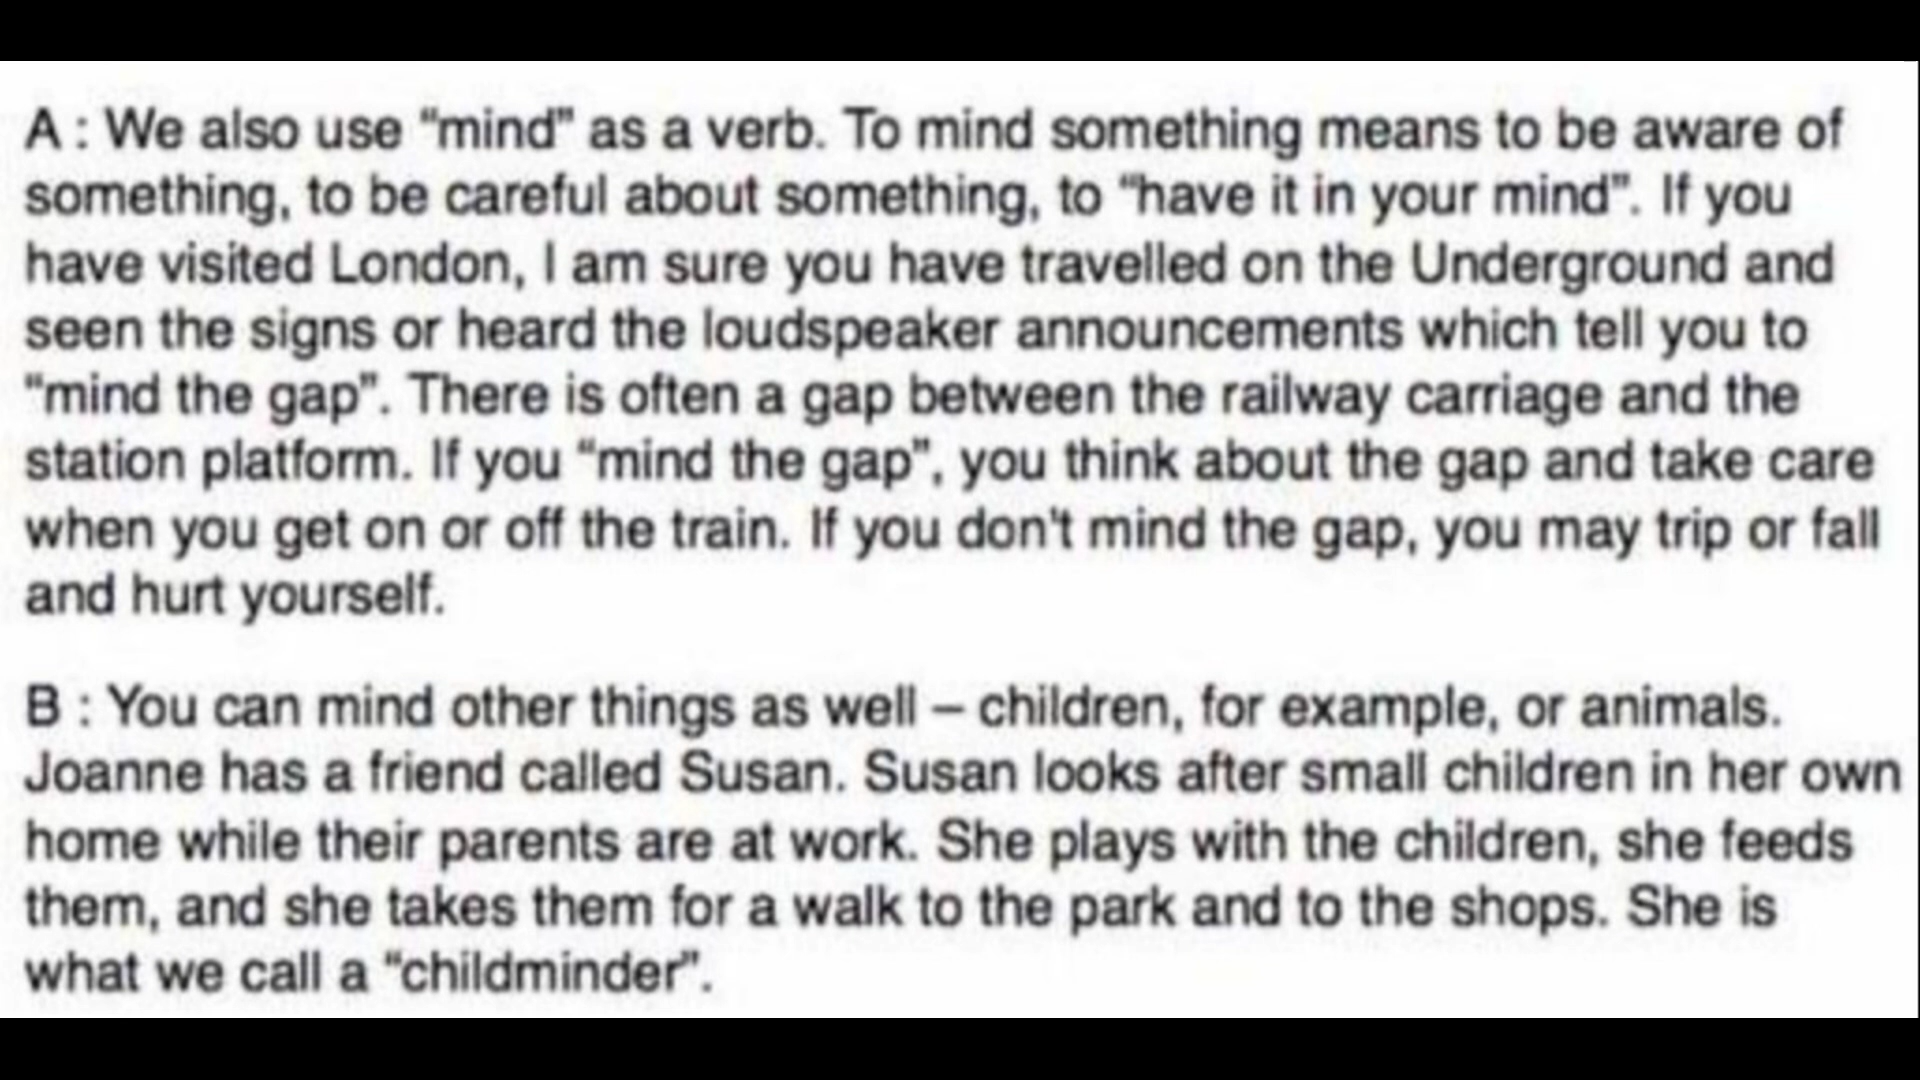 A : We also use “mind” as a verb. To mind something means to be aware of
something, to be careful about something, to “have it in your mind”. If you
have visited London, I am sure you have travelled on the Underground and
seen the signs or heard the loudspeaker announcements which tell you to
“mind the gap”. There is often a gap between the railway carriage and the
station platform. If you “mind the gap”, you think about the gap and take care
when you get on or off the train. If you don't mind the gap, you may trip or fall
and hurt yourself.
B : You can mind other things as well – children, for example, or animals.
Joanne has a friend called Susan. Susan looks after small children in her own
home while their parents are at work. She plays with the children, she feeds
them, and she takes them for a walk to the park and to the shops. She is
what we call a “childminder”.